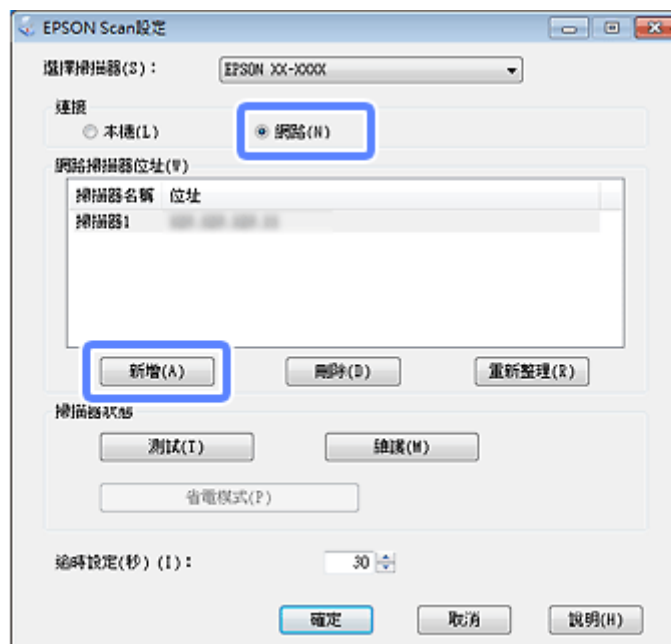 EPSON Scan設定
選擇掃描器(S)： EPSON XX-XXXX
連接
本機(L) 網路(N)
網路掃描器位址(W)
掃描器名稱 位址
掃描器1
新增(A) 刪除(D) 重新整理(R)
掃描器狀態
測試(T) 維護(M)
省電模式(P)
逾時設定(秒) (I)： 30
確定 取消 說明(H)